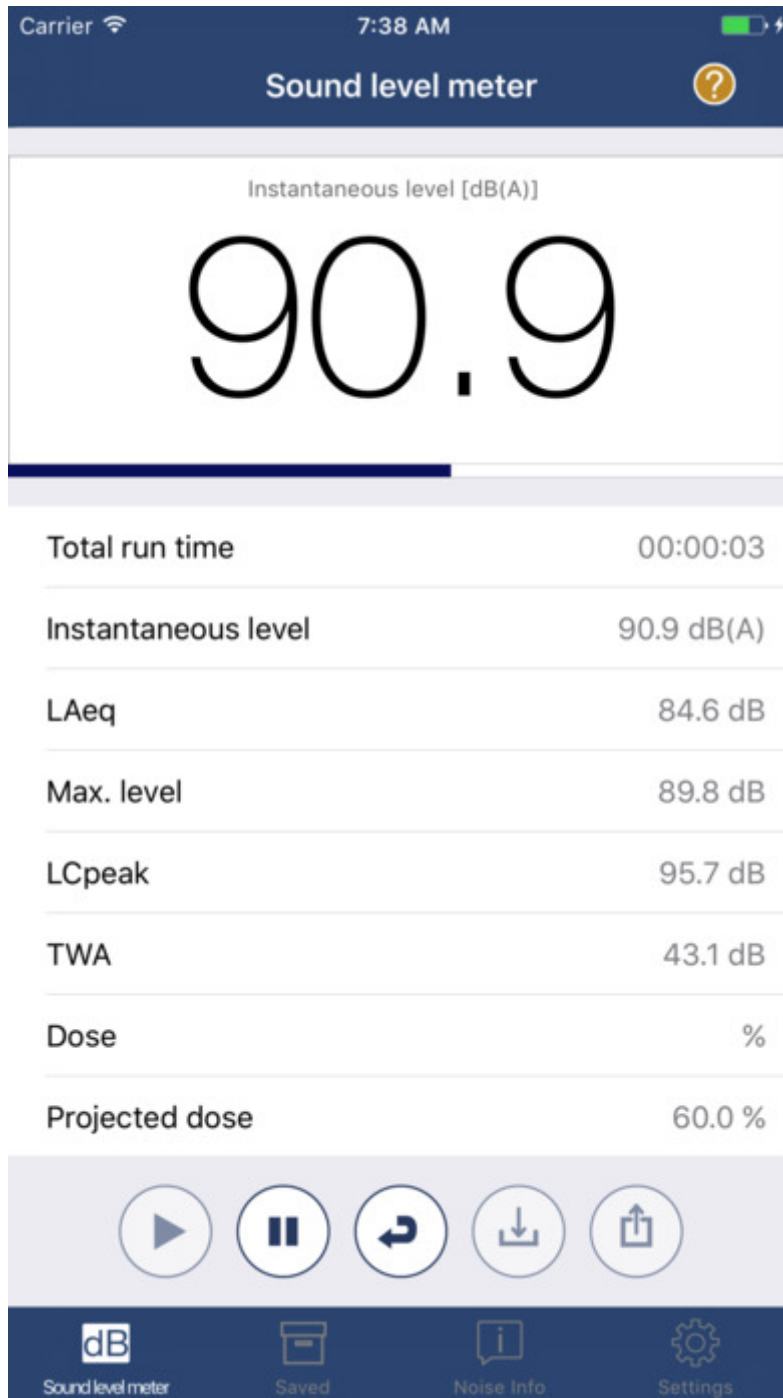 Carrier 7:38 AM
Sound level meter ?
Instantaneous level [dB(A)]
90.9
Total run time 00:00:03
Instantaneous level 90.9 dB(A)
LAeq 84.6 dB
Max. level 89.8 dB
LCpeak 95.7 dB
TWA 43.1 dB
Dose %
Projected dose 60.0 %
dB
Sound level meter Saved Noise Info Settings